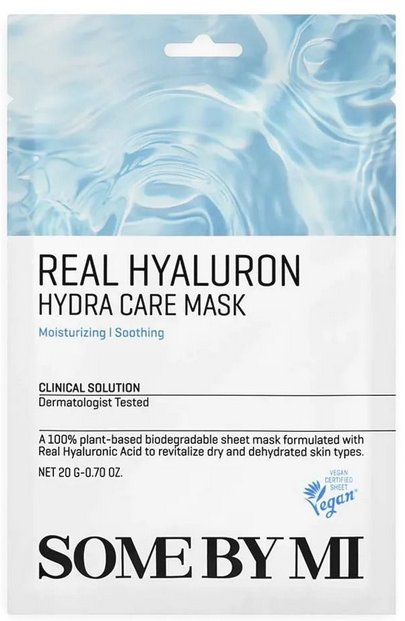 REAL HYALURON
HYDRA CARE MASK
Moisturizing | Soothing
CLINICAL SOLUTION
Dermatologist Tested
A 100% plant-based biodegradable sheet mask formulated with
Real Hyaluronic Acid to revitalize dry and dehydrated skin types.
NET 20 G-0.70 OZ.
VEGAN
CERTIFIED
SHEET
Vegan
SOME BY MI